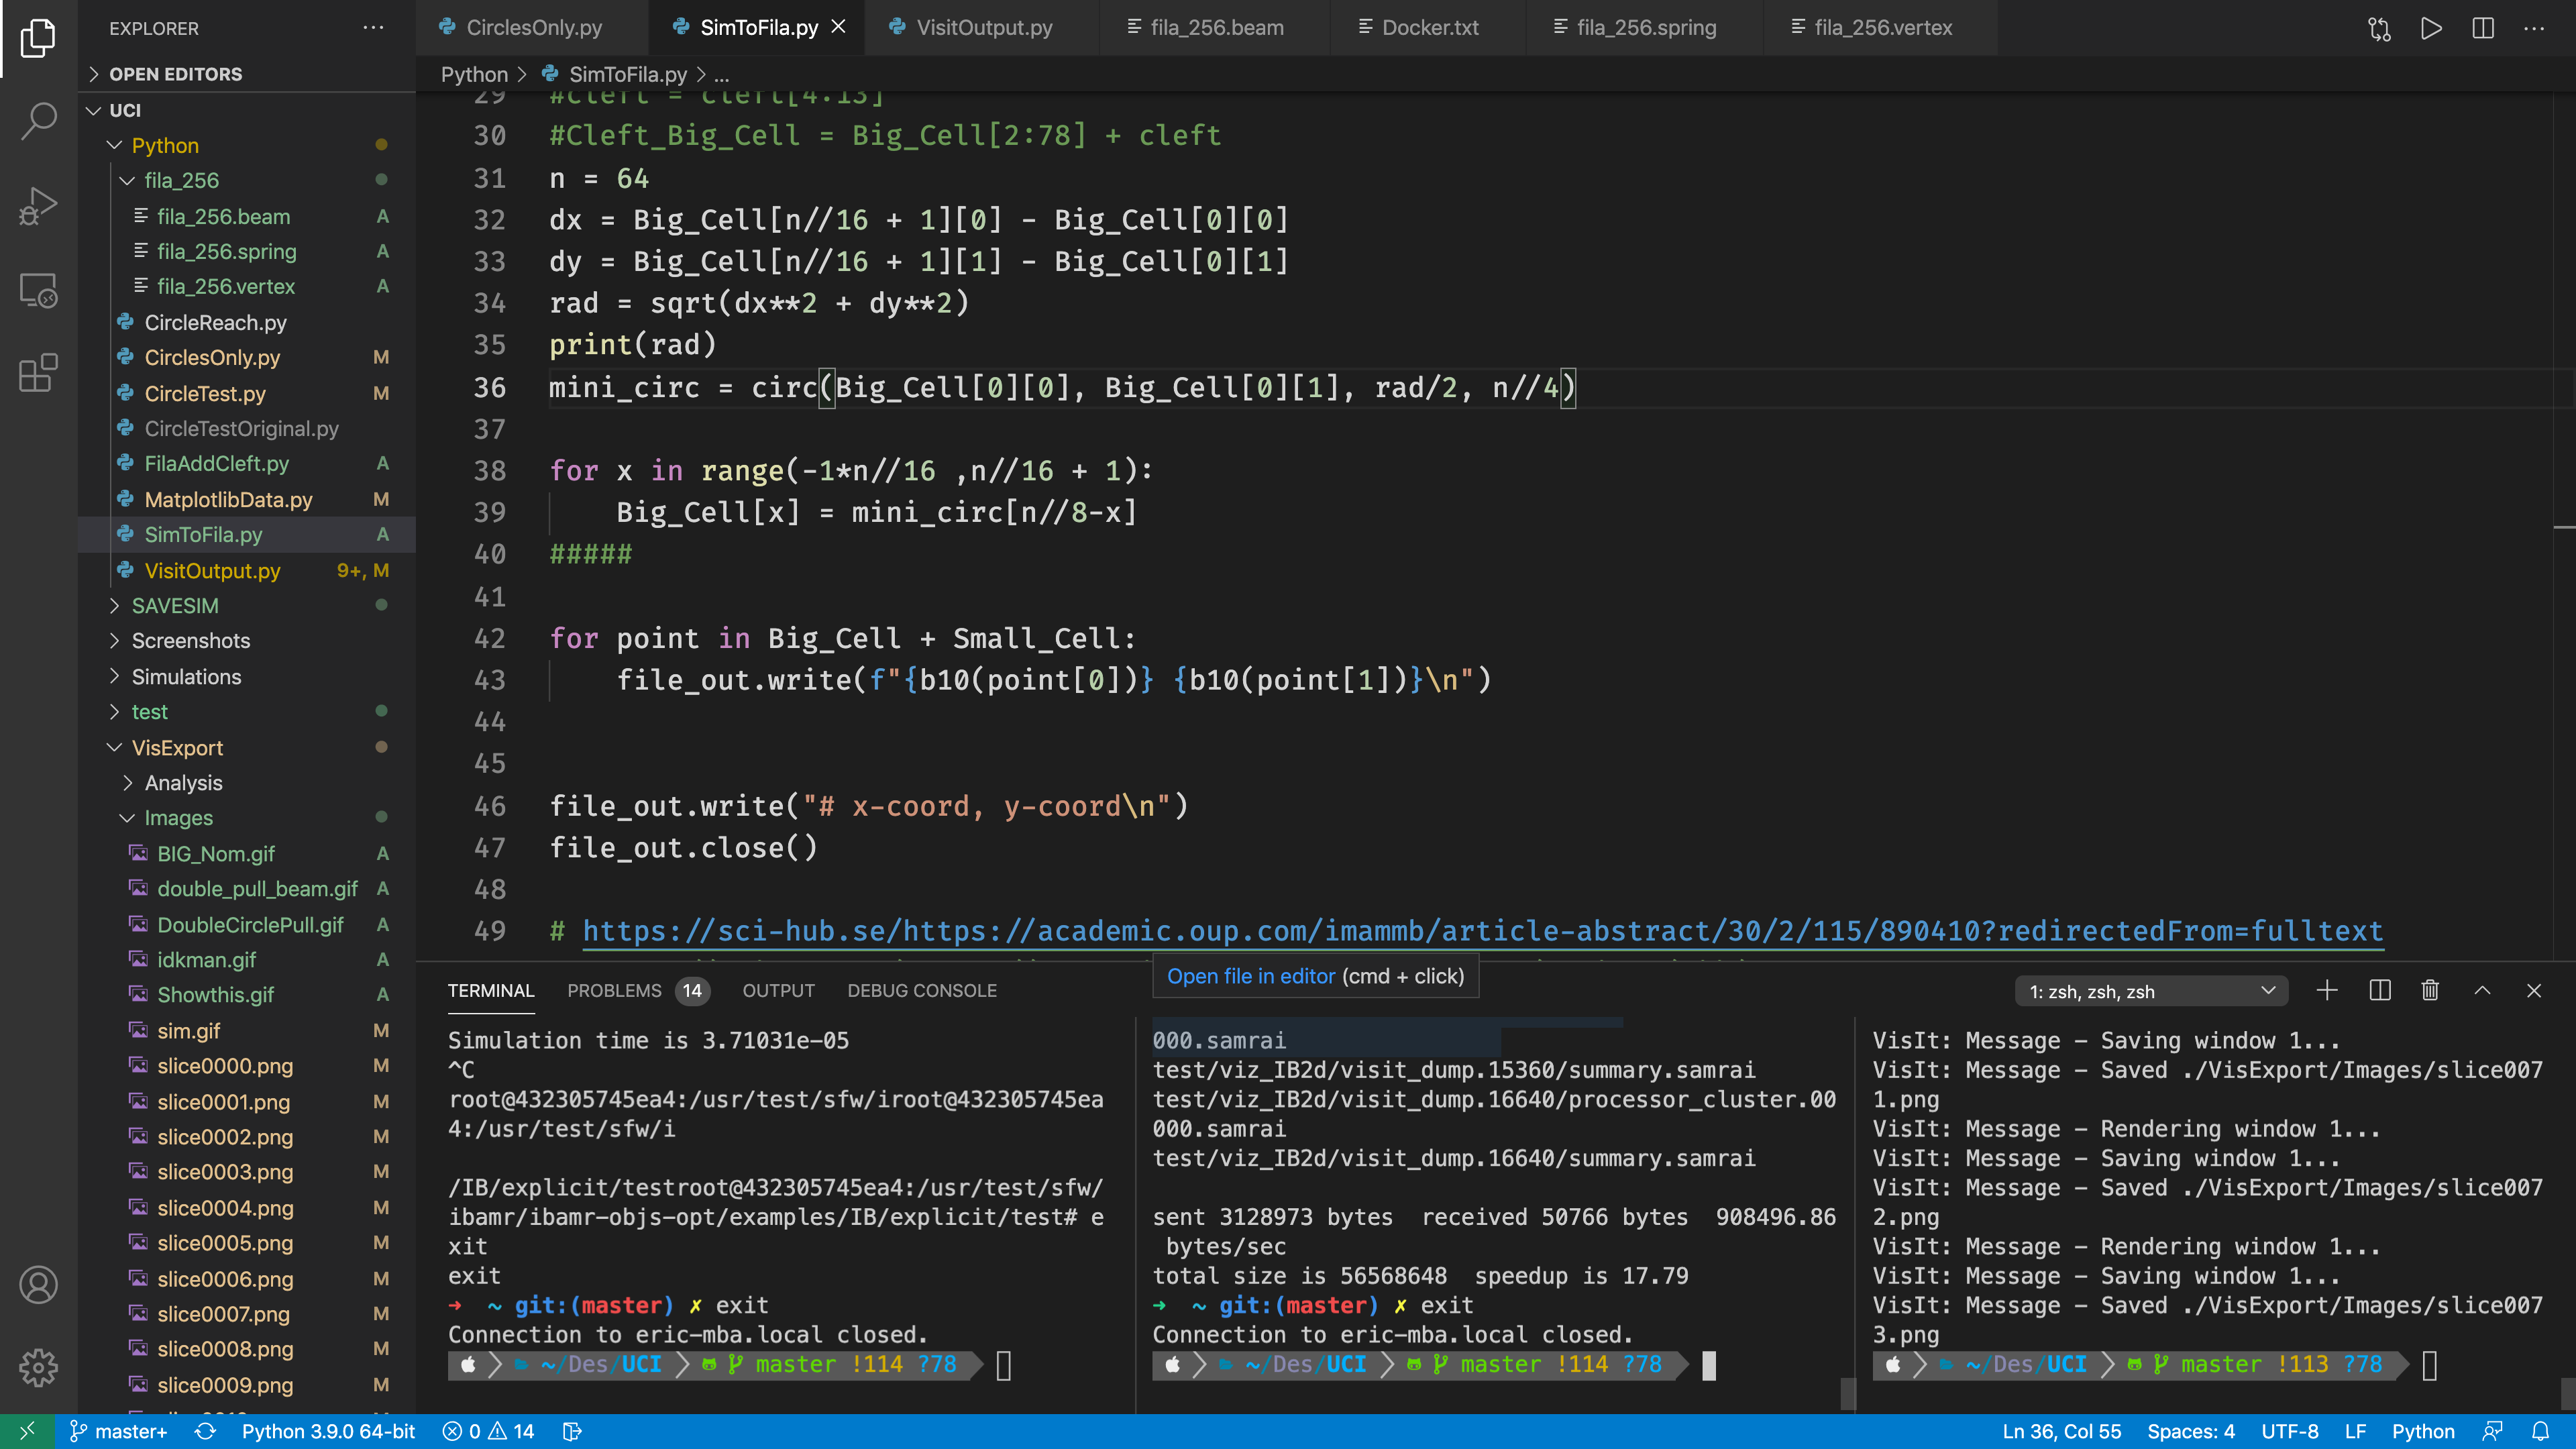 EXPLORER
OPEN EDITORS
UCI
Python
fila_256
fila_256.beam A
fila_256.spring A
fila_256.vertex A
CircleReach.py
CirclesOnly.py M
CircleTest.py M
CircleTestOriginal.py
FilaAddCleft.py A
MatplotlibData.py M
SimToFila.py A
VisitOutput.py 9+, M
SAVESIM
Screenshots
Simulations
test
VisExport
Analysis
Images
BIG_Nom.gif A
double_pull_beam.gif A
DoubleCirclePull.gif A
idkman.gif A
Showthis.gif A
sim.gif M
slice0000.png M
slice0001.png M
slice0002.png M
slice0003.png M
slice0004.png M
slice0005.png M
slice0006.png M
slice0007.png M
slice0008.png M
slice0009.png M
CirclesOnly.py SimToFila.py VisitOutput.py fila_256.beam Docker.txt fila_256.spring fila_256.vertex
Python > SimToFila.py > ...
29 #cleft = cleft[4:13]
30 #Cleft_Big_Cell = Big_Cell[2:78] + cleft
31 n = 64
32 dx = Big_Cell[n//16 + 1][0] - Big_Cell[0][0]
33 dy = Big_Cell[n//16 + 1][1] - Big_Cell[0][1]
34 rad = sqrt(dx**2 + dy**2)
35 print(rad)
36 mini_circ = circ(Big_Cell[0][0], Big_Cell[0][1], rad/2, n//4)
37
38 for x in range(-1*n//16 ,n//16 + 1):
39 Big_Cell[x] = mini_circ[n//8-x]
40 #####
41
42 for point in Big_Cell + Small_Cell:
43 file_out.write(f"{b10(point[0])} {b10(point[1])}\n")
44
45
46 file_out.write("# x-coord, y-coord\n")
47 file_out.close()
48
49 # https://sci-hub.se/https://academic.oup.com/imammb/article-abstract/30/2/115/890410?redirectedFrom=fulltext
Open file in editor (cmd + click)
TERMINAL PROBLEMS 14 OUTPUT DEBUG CONSOLE
1: zsh, zsh, zsh
Simulation time is 3.71031e-05
^C
root@432305745ea4:/usr/test/sfw/iroot@432305745ea
4:/usr/test/sfw/i
/IB/explicit/testroot@432305745ea4:/usr/test/sfw/
ibamr/ibamr-objs-opt/examples/IB/explicit/test# e
xit
exit
➜ ~ git:(master) ✗ exit
Connection to eric-mba.local closed.
~/Des/UCI master !114 ?78
000.samrai
test/viz_IB2d/visit_dump.15360/summary.samrai
test/viz_IB2d/visit_dump.16640/processor_cluster.00
000.samrai
test/viz_IB2d/visit_dump.16640/summary.samrai
sent 3128973 bytes received 50766 bytes 908496.86
bytes/sec
total size is 56568648 speedup is 17.79
➜ ~ git:(master) ✗ exit
Connection to eric-mba.local closed.
~/Des/UCI master !114 ?78
VisIt: Message - Saving window 1...
VisIt: Message - Saved ./VisExport/Images/slice007
1.png
VisIt: Message - Rendering window 1...
VisIt: Message - Saving window 1...
VisIt: Message - Saved ./VisExport/Images/slice007
2.png
VisIt: Message - Rendering window 1...
VisIt: Message - Saving window 1...
VisIt: Message - Saved ./VisExport/Images/slice007
3.png
~/Des/UCI master !113 ?78
master+ Python 3.9.0 64-bit 0 14 Ln 36, Col 55 Spaces: 4 UTF-8 LF Python